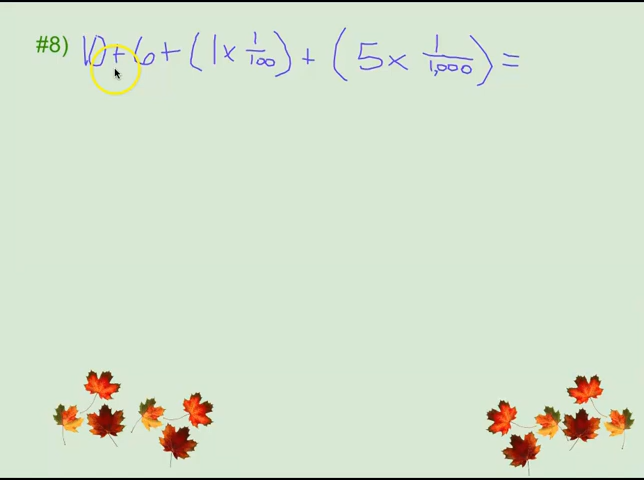 #8) 10 + 6 + (1 x 1/100) + (5 x 1/1,000) =